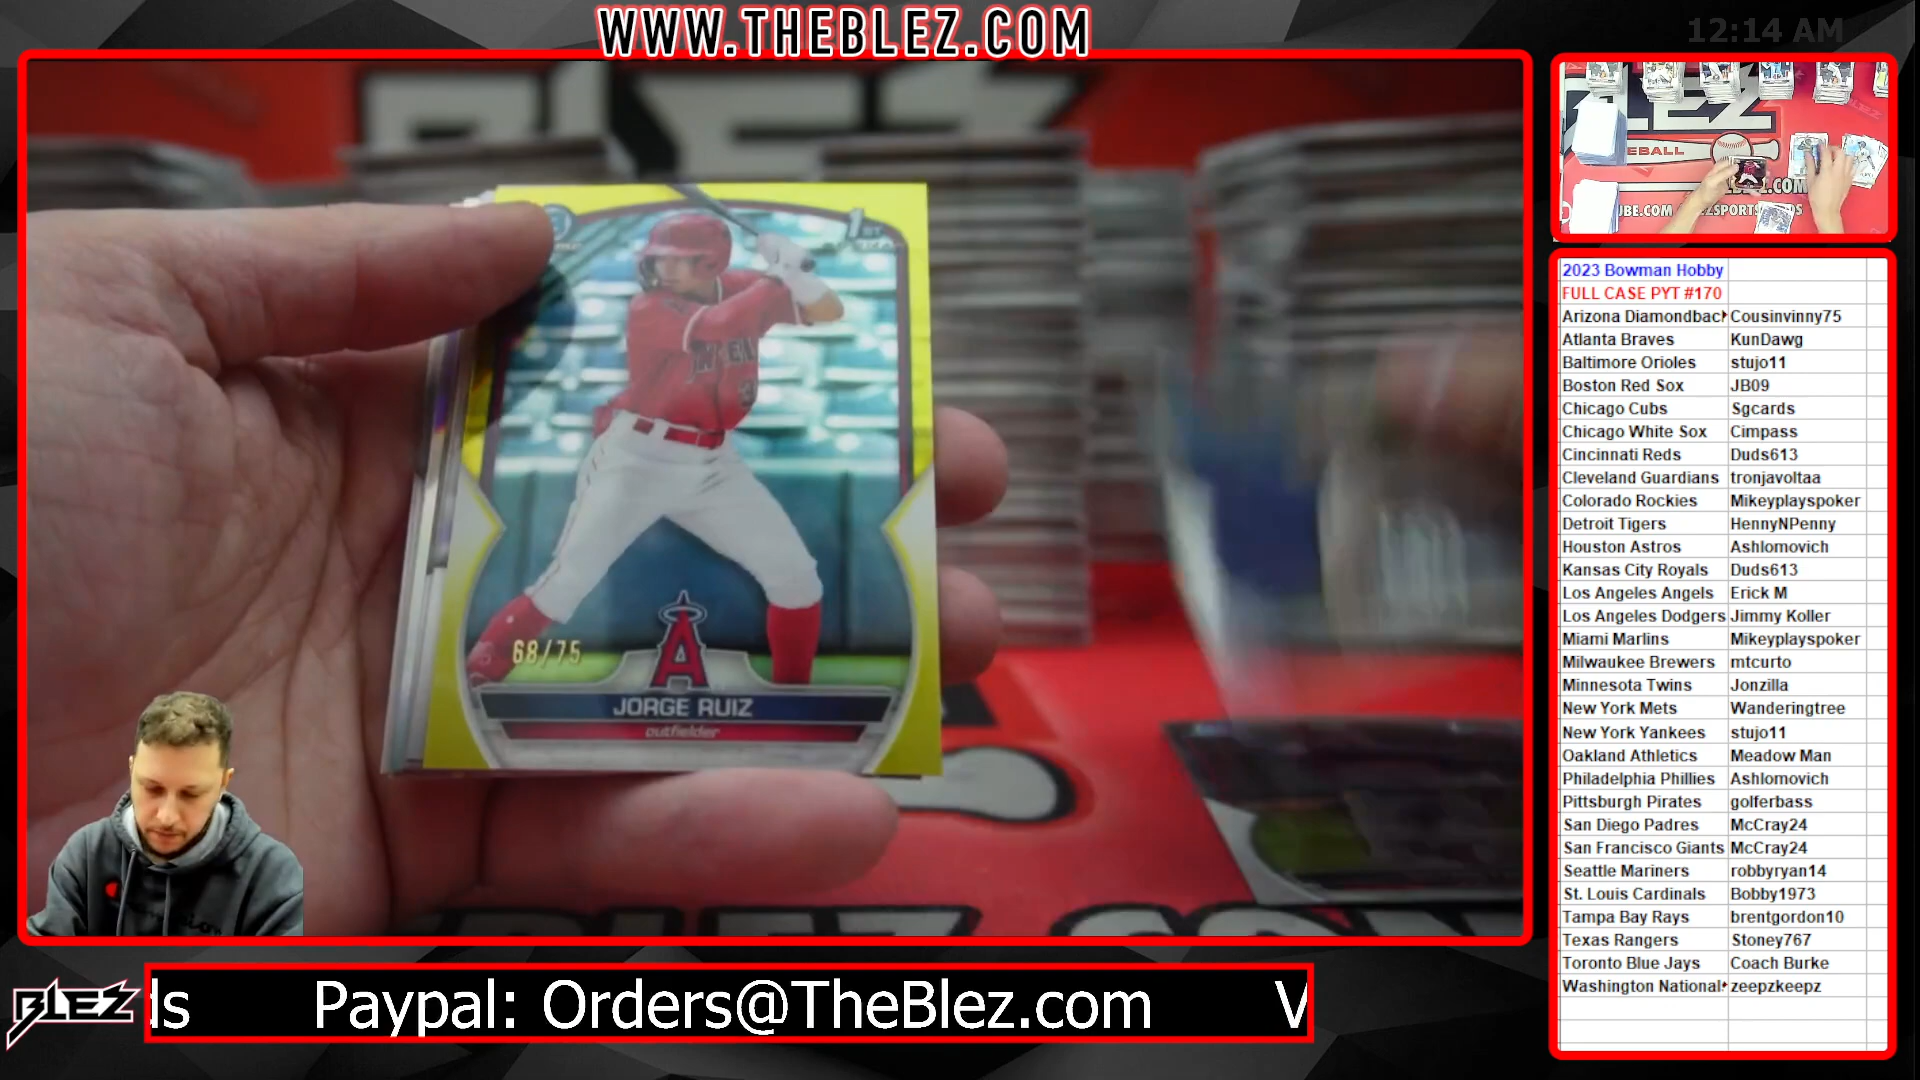 WWW.THEBLEZ.COM
12:14 AM
BLEZ
1ST
68/75
A
JORGE RUIZ
outfielder
.COM
2023 Bowman Hobby
FULL CASE PYT #170
Arizona Diamondbac Cousinvinny75
Atlanta Braves KunDawg
Baltimore Orioles stujo11
Boston Red Sox JB09
Chicago Cubs Sgcards
Chicago White Sox Cimpass
Cincinnati Reds Duds613
Cleveland Guardians tronjavoltaa
Colorado Rockies Mikeyplayspoker
Detroit Tigers HennyNPenny
Houston Astros Ashlomovich
Kansas City Royals Duds613
Los Angeles Angels Erick M
Los Angeles Dodgers Jimmy Koller
Miami Marlins Mikeyplayspoker
Milwaukee Brewers mtcurto
Minnesota Twins Jonzilla
New York Mets Wanderingtree
New York Yankees stujo11
Oakland Athletics Meadow Man
Philadelphia Phillies Ashlomovich
Pittsburgh Pirates golferbass
San Diego Padres McCray24
San Francisco Giants McCray24
Seattle Mariners robbyryan14
St. Louis Cardinals Bobby1973
Tampa Bay Rays brentgordon10
Texas Rangers Stoney767
Toronto Blue Jays Coach Burke
Washington National zeepzkeepz
BLEZ
ds Paypal: Orders@TheBlez.com V